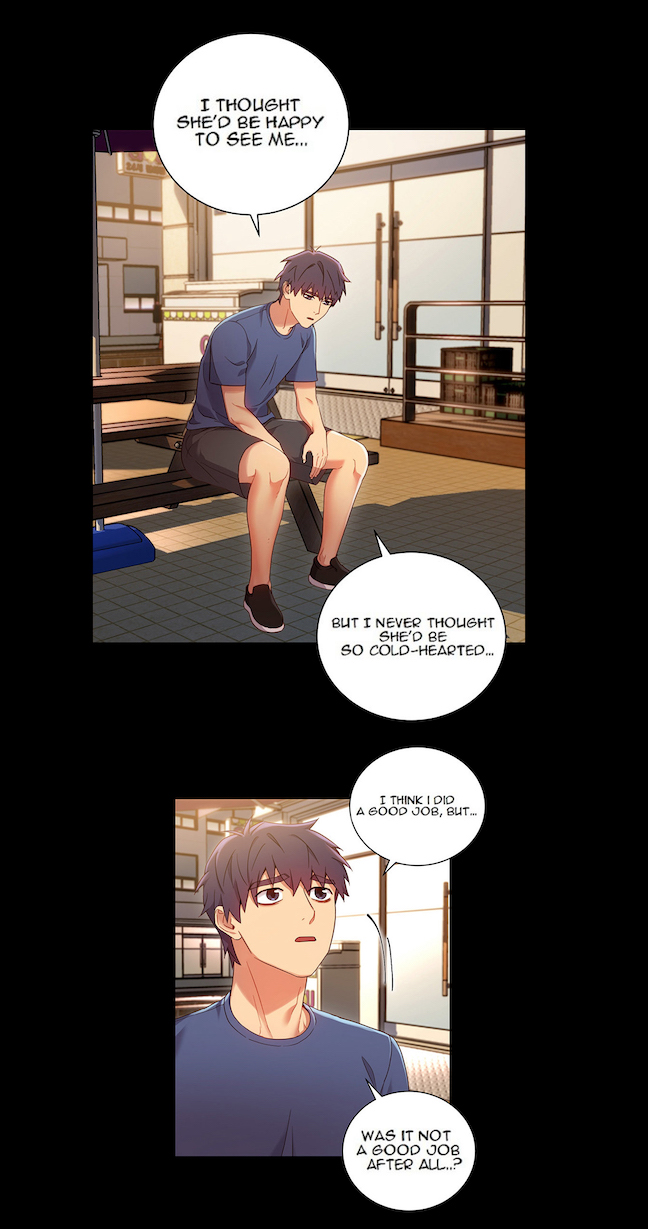 I THOUGHT
SHE'D BE HAPPY
TO SEE ME...
BUT I NEVER THOUGHT
SHE'D BE
SO COLD-HEARTED...
I THINK I DID
A GOOD JOB, BUT...
WAS IT NOT
A GOOD JOB
AFTER ALL..?